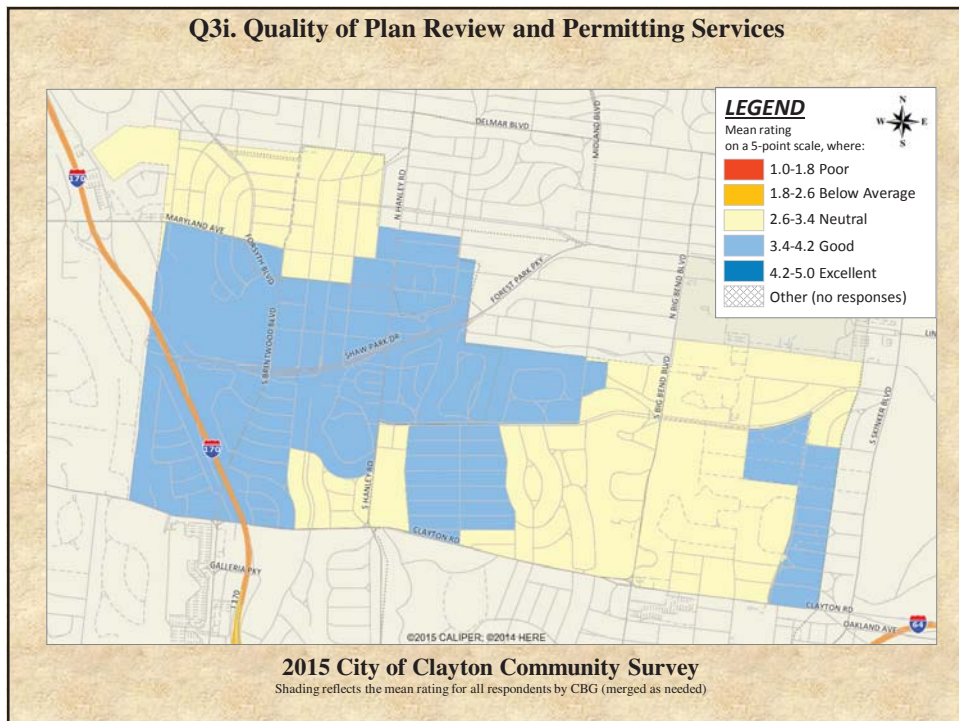 Q3i. Quality of Plan Review and Permitting Services
LEGEND
Mean rating
on a 5-point scale, where:
1.0-1.8 Poor
1.8-2.6 Below Average
2.6-3.4 Neutral
3.4-4.2 Good
4.2-5.0 Excellent
Other (no responses)
N
W
E
S
DELMAR BLVD
MIDLAND BLVD
170
N HANLEY RD
MARYLAND AVE
FORSYTH BLVD
FOREST PARK PKY
N BIG BEND BLVD
LIN
SHAW PARK DR
S BRENTWOOD BLVD
S BIG BEND BLVD
S SKINKER BLVD
170
S HANLEY RD
CLAYTON RD
GALLERIA PKY
I 170
CLAYTON RD
OAKLAND AVE
64
©2015 CALIPER; ©2014 HERE
2015 City of Clayton Community Survey
Shading reflects the mean rating for all respondents by CBG (merged as needed)